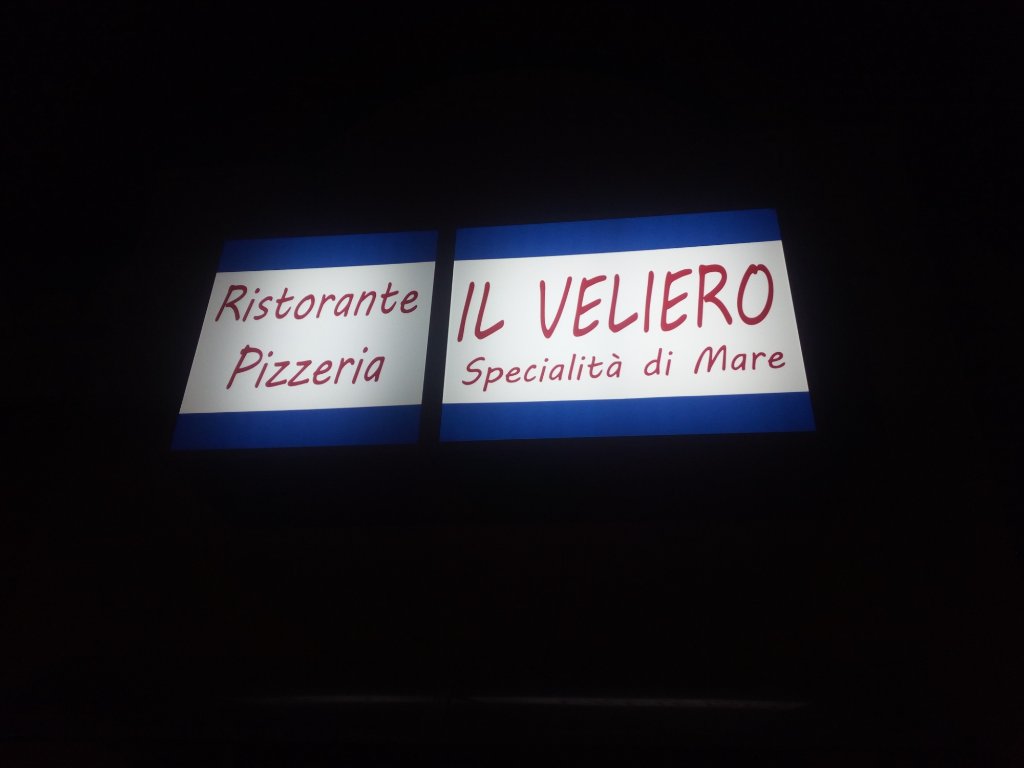 Ristorante
Pizzeria
IL VELIERO
Specialità di Mare